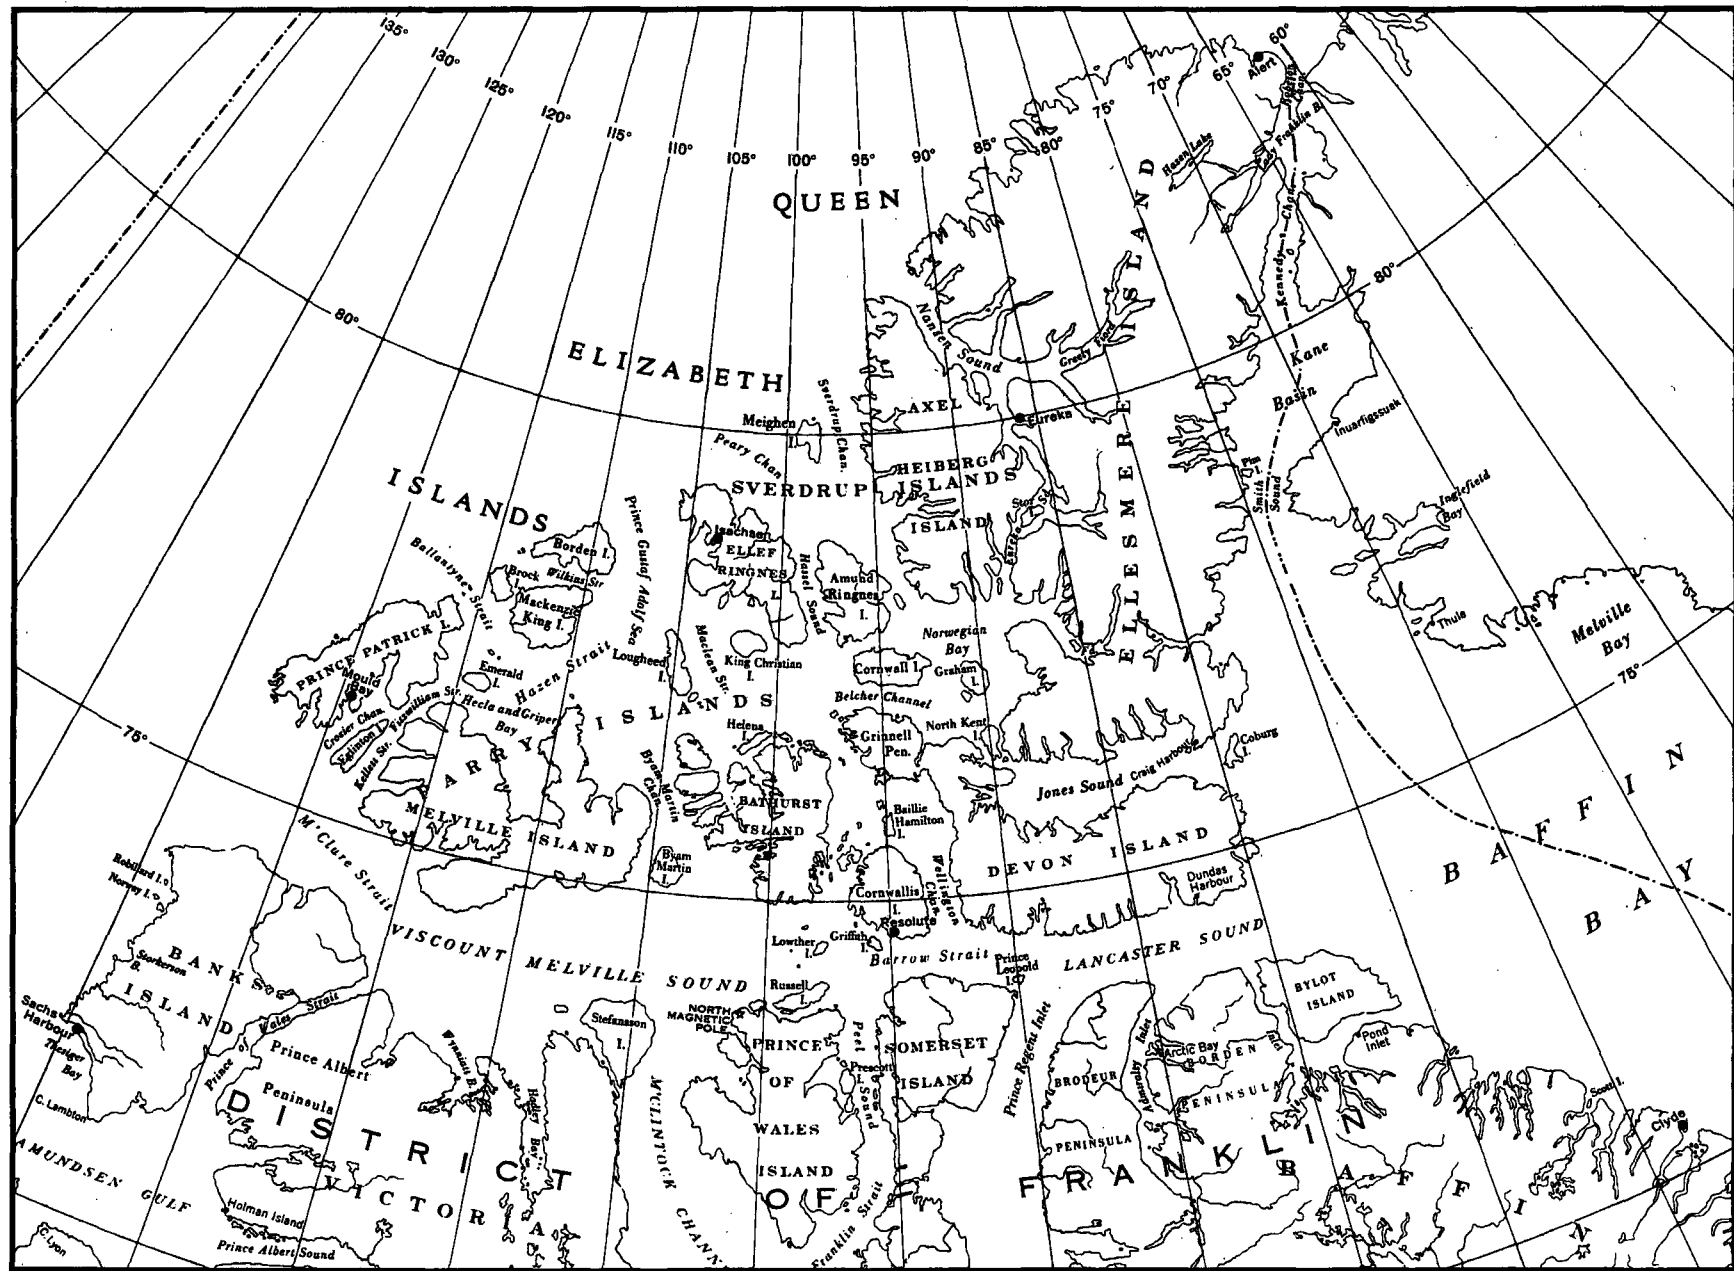 135°
130°
125°
120°
115°
110°
105°
100°
95°
90°
85°
80°
75°
70°
65°
60°
Alert
Lady Franklin B.
Hazen Lake
QUEEN
ELIZABETH
ISLANDS
80°
80°
Kennedy Chan.
Nansen
Sound
Greely Fiord
Kane
Basin
Inuarfigssuak
ELLESMERE ISLAND
Sverdrup Chan.
Meighen
I.
Peary Chan.
AXEL
HEIBERG
ISLAND
Eureka
SVERDRUP ISLANDS
Smith
Sound
Inglefield
Bay
Isachsen
ELLEF
RINGNES
I.
Hassel Sound
Amund
Ringnes
I.
Prince Gustaf Adolf Sea
Borden I.
Brock
Wilkins Str
Mackenzie
King I.
Ballantyne Strait
Thule
Melville
Bay
PRINCE PATRICK I.
Mould
Bay
Emerald
I.
Hazen Strait
Lougheed
I.
Maclean Str.
King Christian
I.
Norwegian
Bay
Cornwall I.
Graham
I.
Belcher Channel
Crozier Chan.
Fitzwilliam Str.
Hecla and Griper
Bay
Eglinton I.
Kellett Str.
PARRY ISLANDS
Helena
I.
Grinnell
Pen.
North Kent
I.
75°
75°
Coburg
I.
Craig Harbour
Jones Sound
Byam Martin
Chan.
BATHURST
ISLAND
Baillie
Hamilton
I.
MELVILLE ISLAND
Byam
Martin
I.
DEVON ISLAND
Dundas
Harbour
Wellington
Chan.
Cornwallis
I.
Resolute
M'Clure Strait
Robilard I.
Norway I.
VISCOUNT MELVILLE SOUND
Lowther
I.
Griffith
I.
Barrow Strait
Prince
Leopold
I.
LANCASTER SOUND
BAFFIN
BAY
BANKS
ISLAND
Storkerson
B.
Sachs
Harbour
Thesiger
Bay
C. Lambton
AMUNDSEN GULF
Prince
Wales Strait
Prince Albert
Peninsula
Wynniatt B.
Hadley Bay
Stefansson
I.
Russell
I.
NORTH
MAGNETIC
POLE
PRINCE
OF
WALES
ISLAND
Peel
Sound
Prescott
I.
SOMERSET
ISLAND
Prince Regent Inlet
BRODEUR
PENINSULA
Admiralty Inlet
Arctic Bay
BORDEN
PENINSULA
Inlet
BYLOT
ISLAND
Pond
Inlet
Scott I.
Clyde
DISTRICT OF FRANKLIN
VICTORIA
M'CLINTOCK CHANN
Franklin Strait
BAFFIN
Holman Island
Prince Albert Sound
C. Lyon